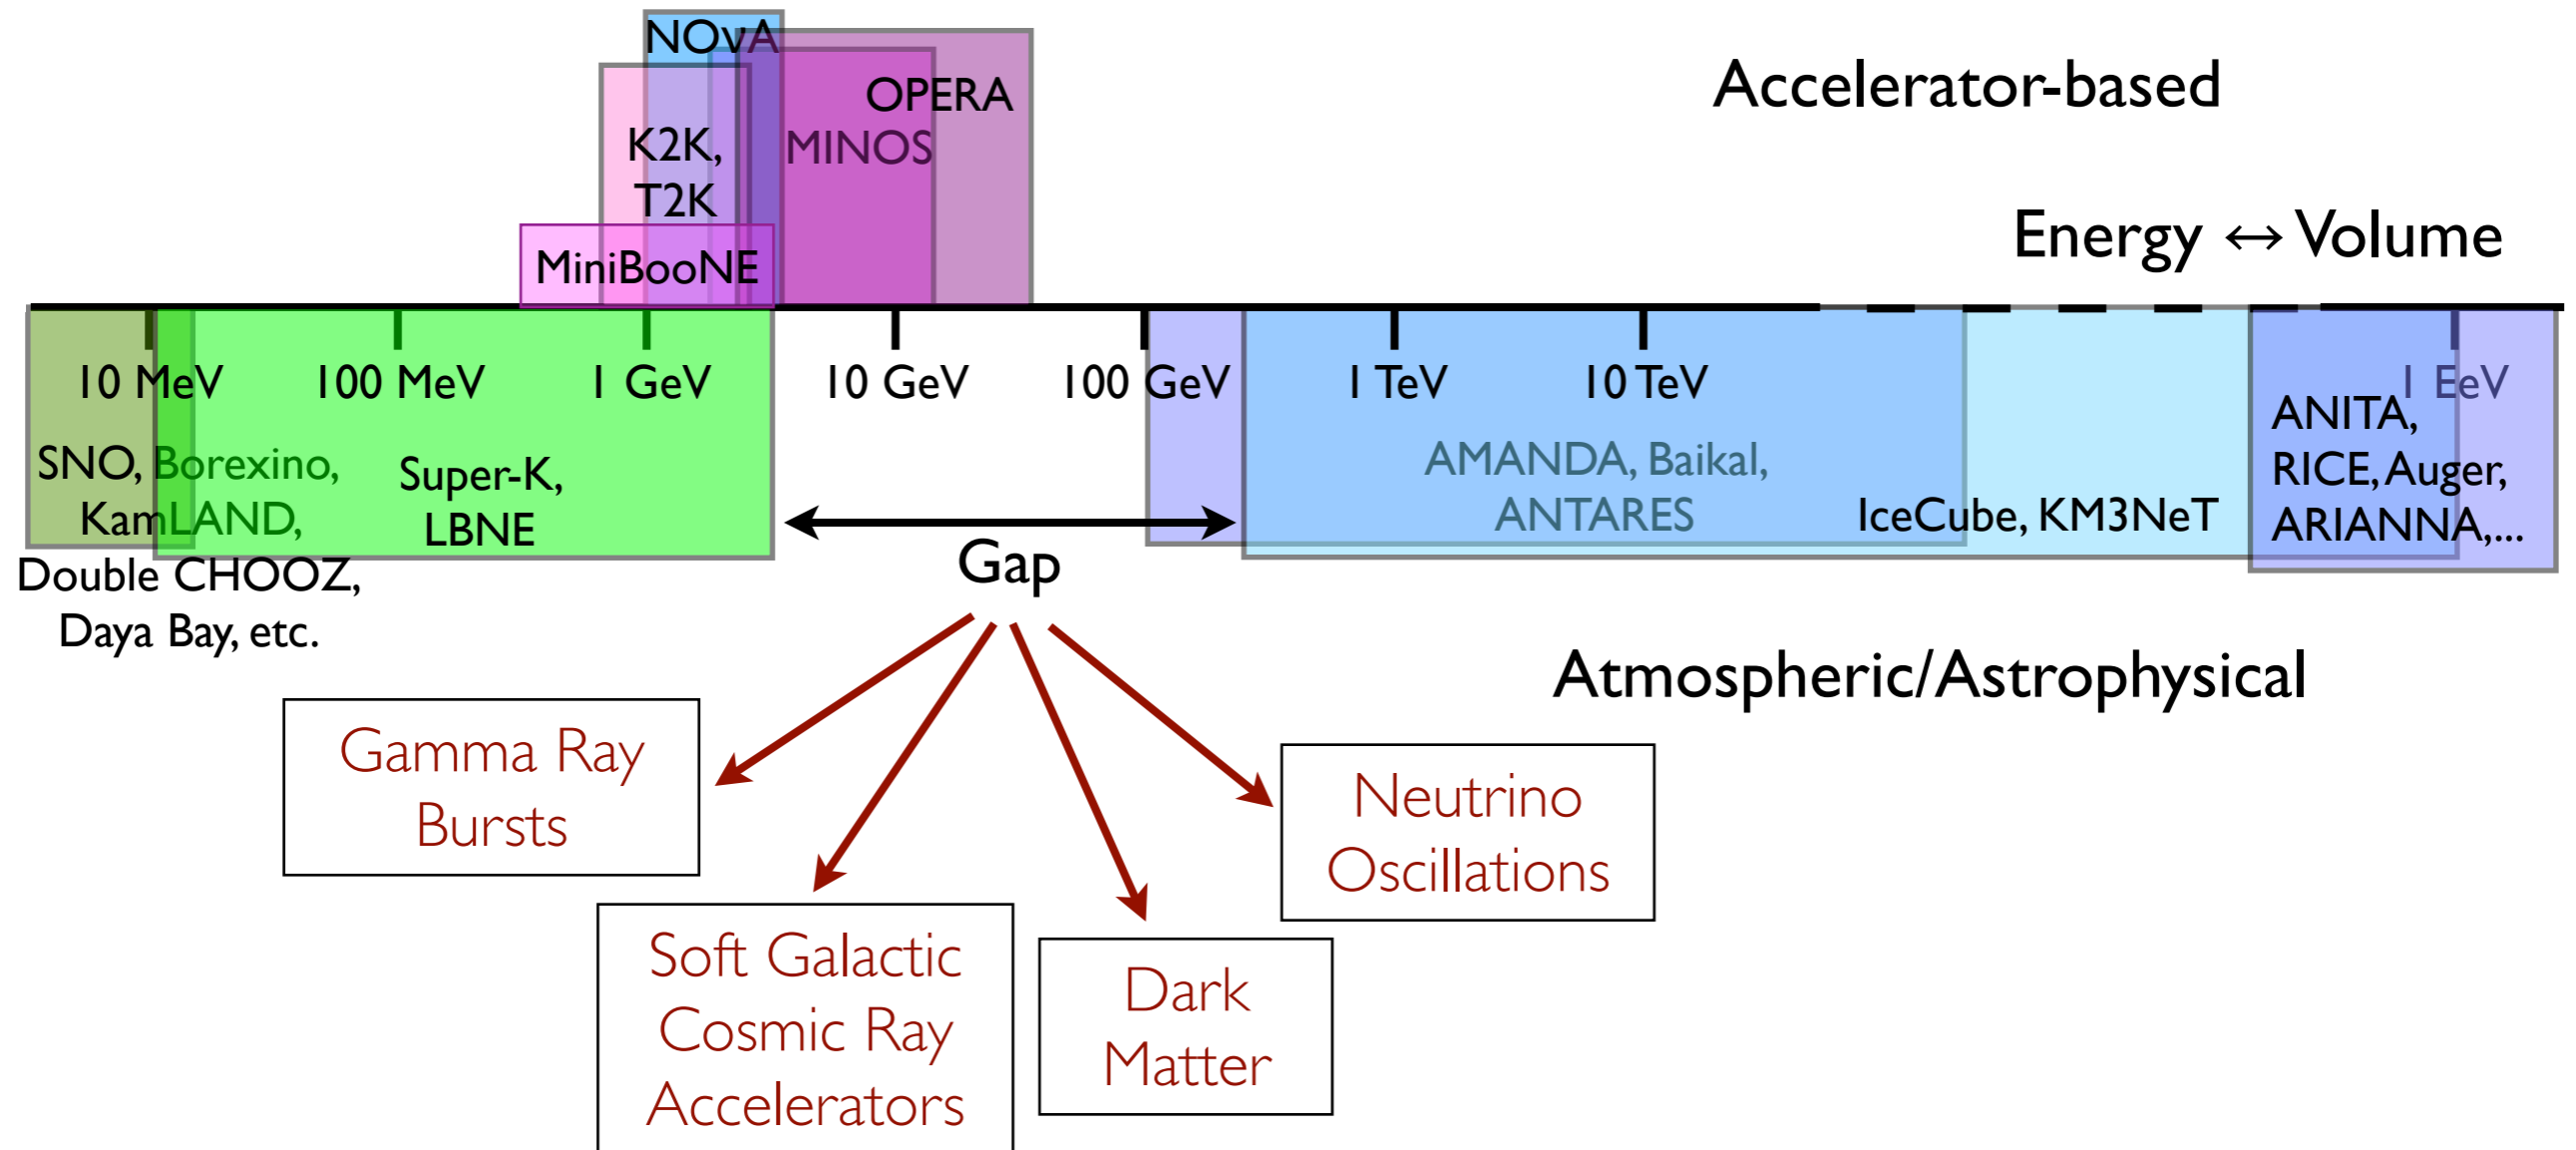 NOνA
Accelerator-based
OPERA
MINOS
K2K,
T2K
MiniBooNE
Energy ↔ Volume
10 MeV
100 MeV
1 GeV
10 GeV
100 GeV
1 TeV
10 TeV
1 EeV
SNO, Borexino,
KamLAND,
Double CHOOZ,
Daya Bay, etc.
Super-K,
LBNE
Gap
AMANDA, Baikal,
ANTARES
IceCube, KM3NeT
ANITA,
RICE, Auger,
ARIANNA,...
Atmospheric/Astrophysical
Gamma Ray
Bursts
Soft Galactic
Cosmic Ray
Accelerators
Dark
Matter
Neutrino
Oscillations